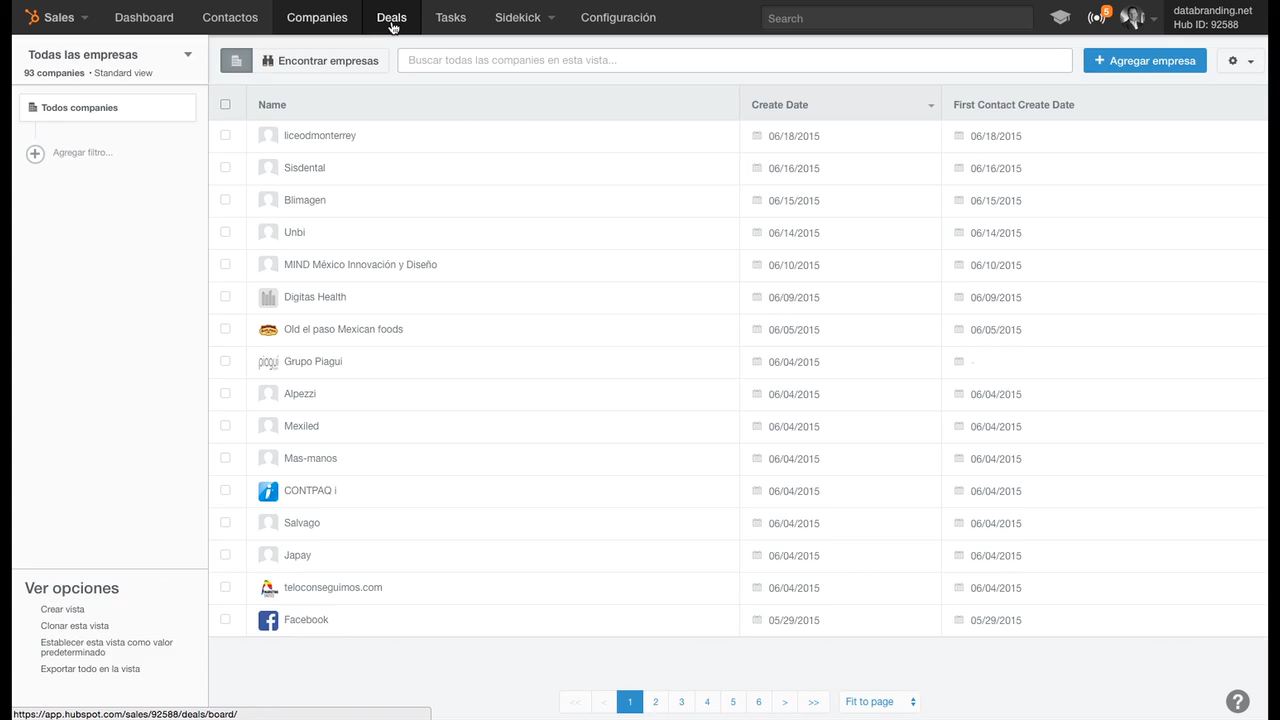 Sales Dashboard Contactos Companies Deals Tasks Sidekick Configuración Search 5 databranding.net
Hub ID: 92588
Todas las empresas
93 companies • Standard view
Encontrar empresas Buscar todas las companies en esta vista... + Agregar empresa
Todos companies
Agregar filtro...
Name Create Date First Contact Create Date
liceodmonterrey 06/18/2015 06/18/2015
Sisdental 06/16/2015 06/16/2015
Blimagen 06/15/2015 06/15/2015
Unbi 06/14/2015 06/14/2015
MIND México Innovación y Diseño 06/10/2015 06/10/2015
Digitas Health 06/09/2015 06/09/2015
Old el paso Mexican foods 06/05/2015 06/05/2015
piagui Grupo Piagui 06/04/2015 -
Alpezzi 06/04/2015 06/04/2015
Mexiled 06/04/2015 06/04/2015
Mas-manos 06/04/2015 06/04/2015
CONTPAQ i 06/04/2015 06/04/2015
Salvago 06/04/2015 06/04/2015
Japay 06/04/2015 06/04/2015
teloconseguimos.com 06/04/2015 06/04/2015
Facebook 05/29/2015 05/29/2015
Ver opciones
Crear vista
Clonar esta vista
Establecer esta vista como valor
predeterminado
Exportar todo en la vista
<< < 1 2 3 4 5 6 > >> Fit to page ?
https://app.hubspot.com/sales/92588/deals/board/